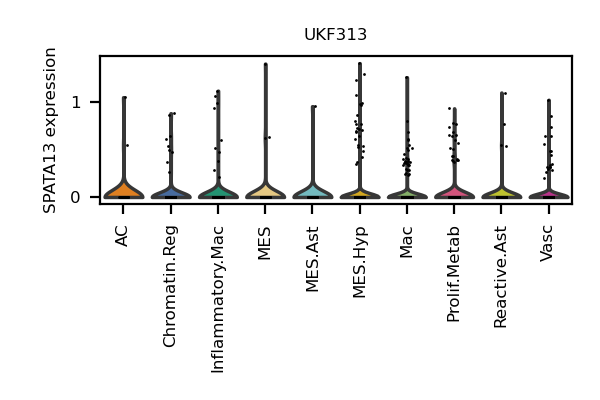 UKF313
SPATA13 expression
1
0
AC
Chromatin.Reg
Inflammatory.Mac
MES
MES.Ast
MES.Hyp
Mac
Prolif.Metab
Reactive.Ast
Vasc